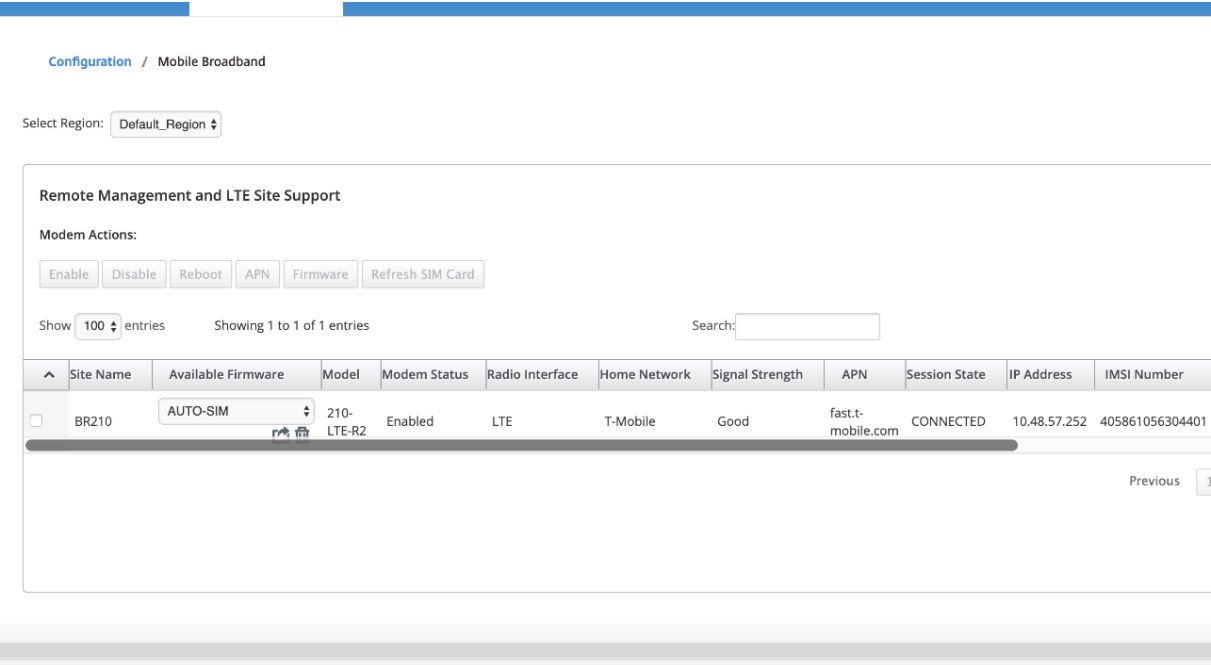 Configuration / Mobile Broadband
Select Region: Default_Region
Remote Management and LTE Site Support
Modem Actions:
Enable Disable Reboot APN Firmware Refresh SIM Card
Show 100 entries Showing 1 to 1 of 1 entries Search:
Site Name Available Firmware Model Modem Status Radio Interface Home Network Signal Strength APN Session State IP Address IMSI Number
BR210 AUTO-SIM 210-LTE-R2 Enabled LTE T-Mobile Good fast.t-mobile.com CONNECTED 10.48.57.252 405861056304401
Previous 1